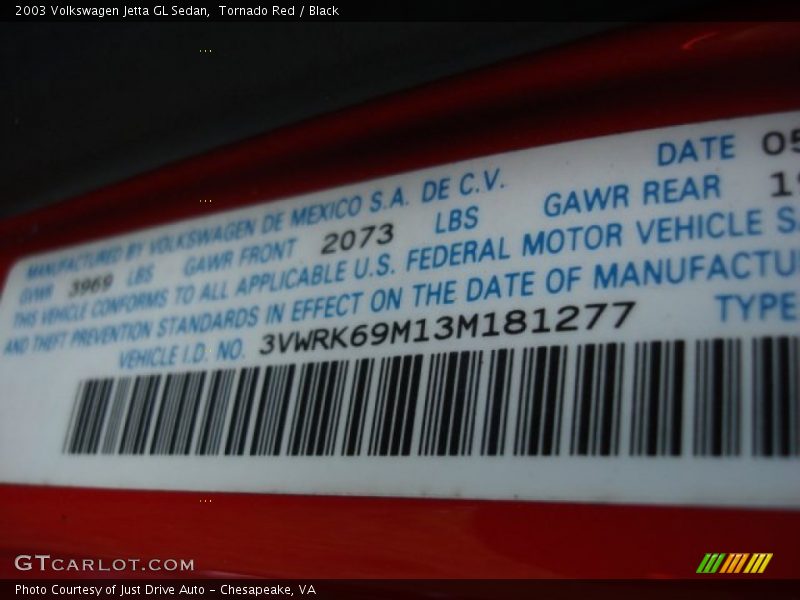 2003 Volkswagen Jetta GL Sedan,  Tornado Red / Black
MANUFACTURED BY VOLKSWAGEN DE MEXICO S.A. DE C.V. DATE 05
GVWR 3969 LBS GAWR FRONT 2073 LBS GAWR REAR 19
THIS VEHICLE CONFORMS TO ALL APPLICABLE U.S. FEDERAL MOTOR VEHICLE S
AND THEFT PREVENTION STANDARDS IN EFFECT ON THE DATE OF MANUFACTU
VEHICLE I.D. NO. 3VWRK69M13M181277 TYPE
GTCARLOT.COM
Photo Courtesy of Just Drive Auto - Chesapeake, VA